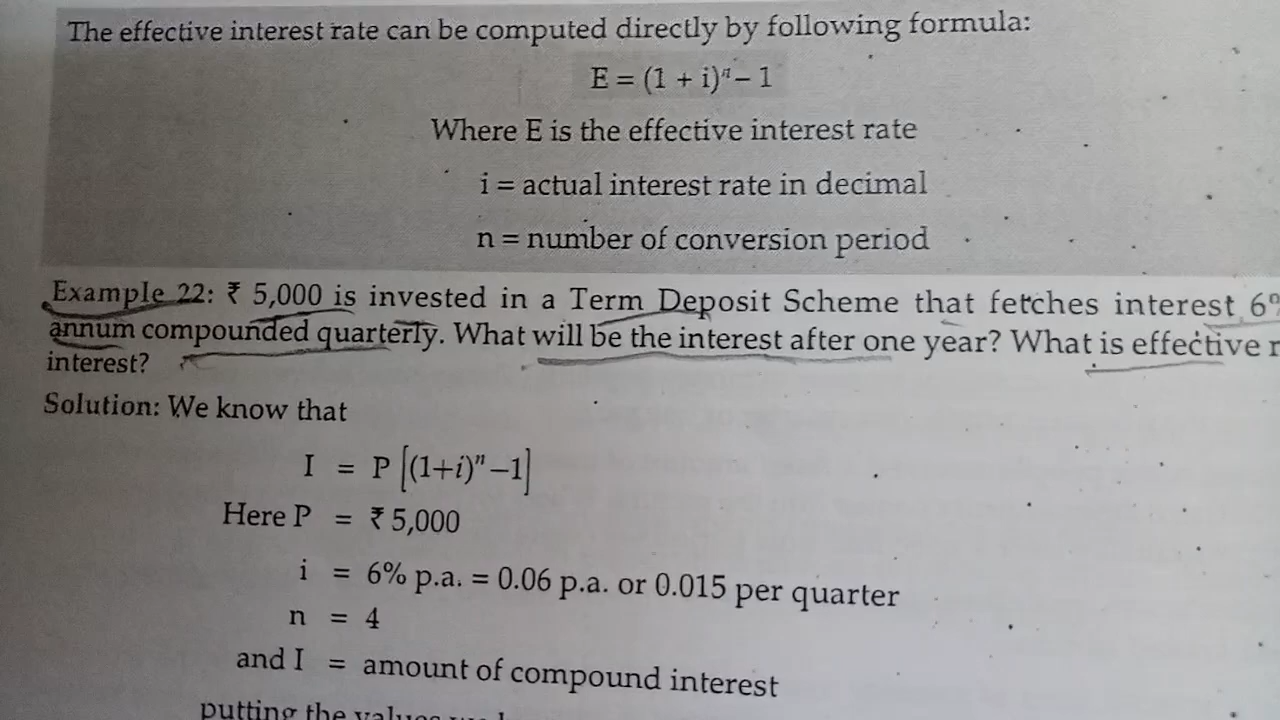 The effective interest rate can be computed directly by following formula:
E = (1 + i)ⁿ – 1
Where E is the effective interest rate
i = actual interest rate in decimal
n = number of conversion period
Example 22: ₹ 5,000 is invested in a Term Deposit Scheme that fetches interest 6%
annum compounded quarterly. What will be the interest after one year? What is effective r
interest?
Solution: We know that
I = P [(1+i)ⁿ –1]
Here P = ₹ 5,000
i = 6% p.a. = 0.06 p.a. or 0.015 per quarter
n = 4
and I = amount of compound interest
putting the values